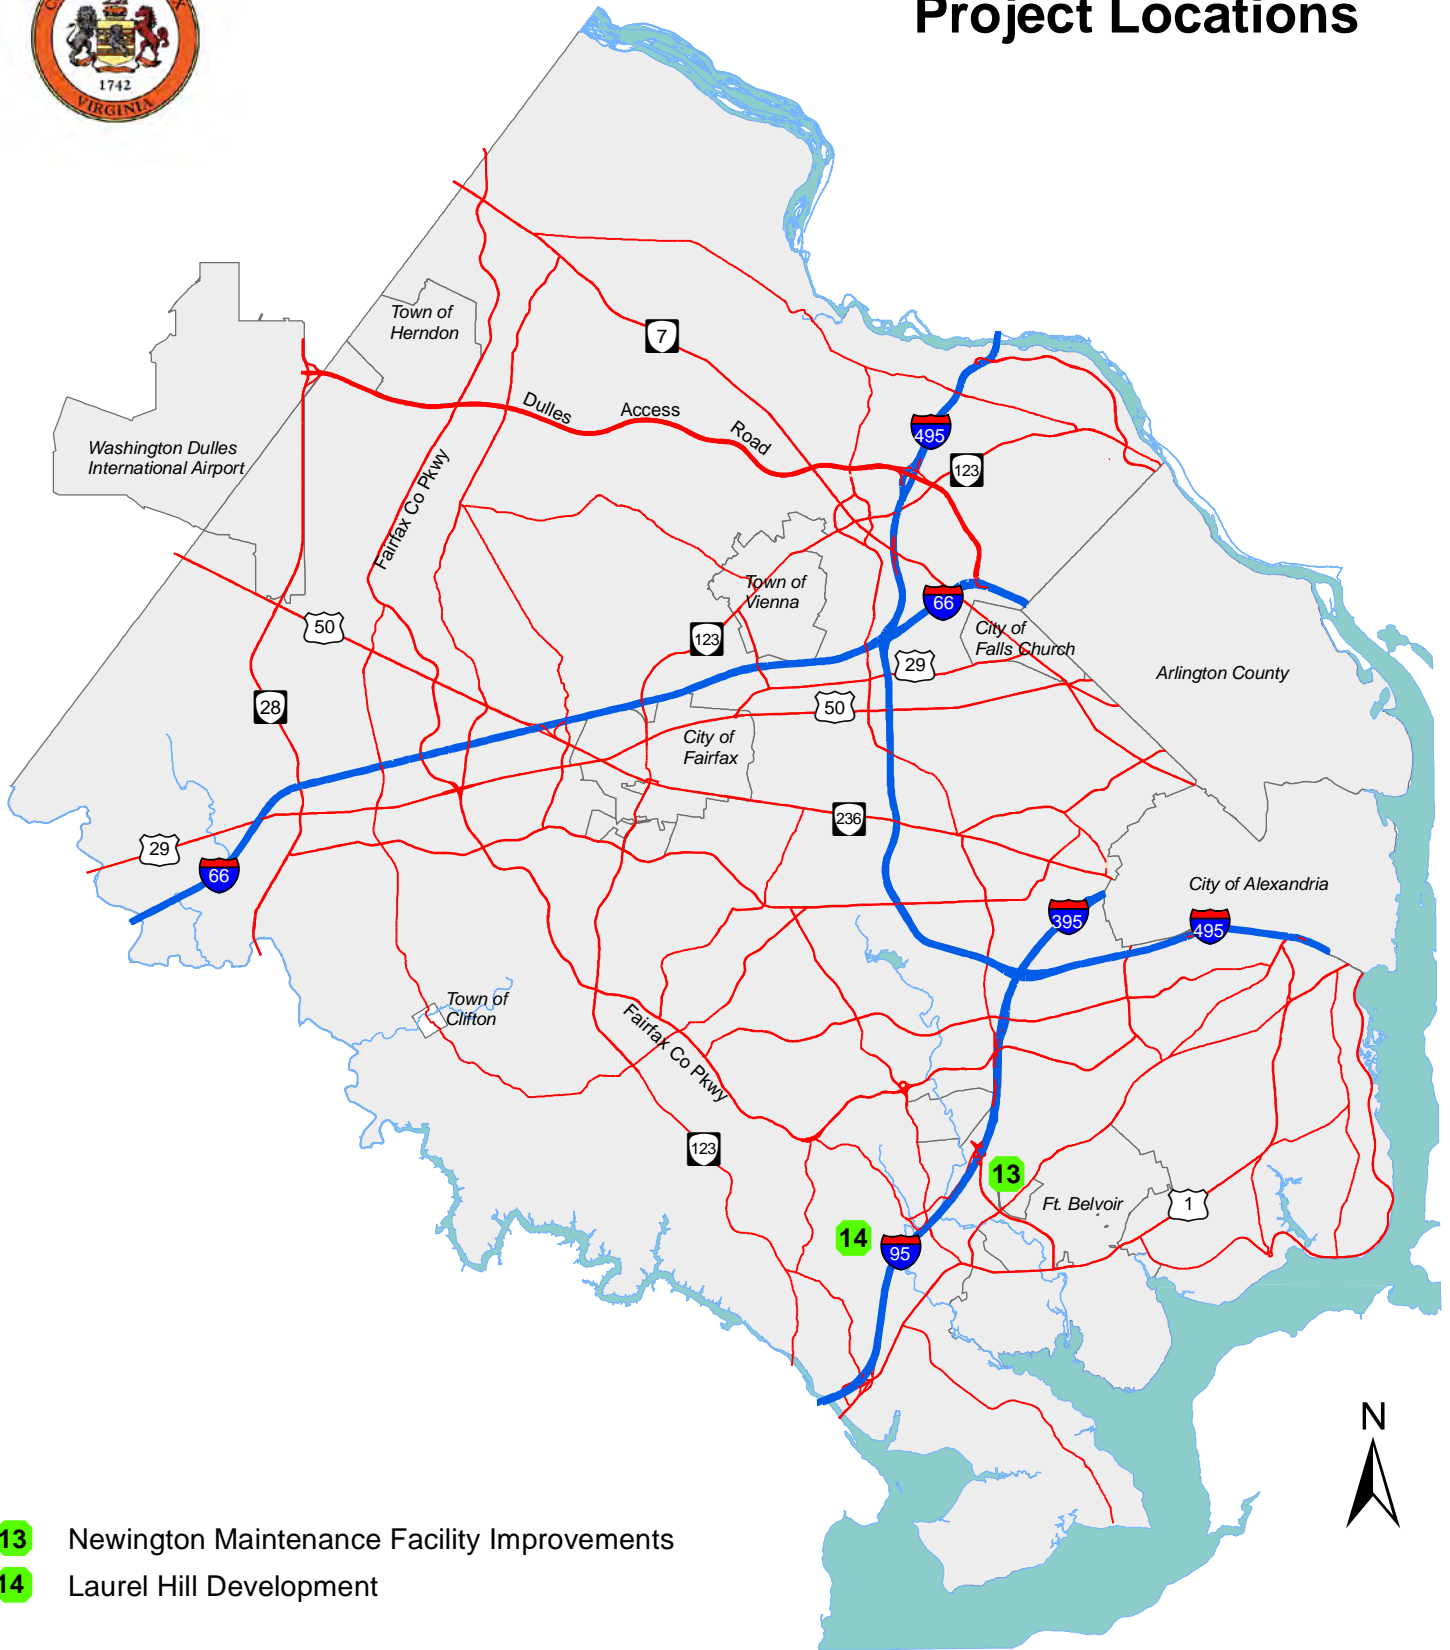 Project Locations
1742
VIRGINIA
Town of
Herndon
7
Dulles
Access
Road
495
123
Washington Dulles
International Airport
Fairfax Co Pkwy
Town of
Vienna
66
50
123
City of
Falls Church
29
Arlington County
28
50
City of
Fairfax
236
29
66
City of Alexandria
395
495
Town of
Clifton
Fairfax Co Pkwy
123
13
Ft. Belvoir
1
14
95
N
13 Newington Maintenance Facility Improvements
14 Laurel Hill Development